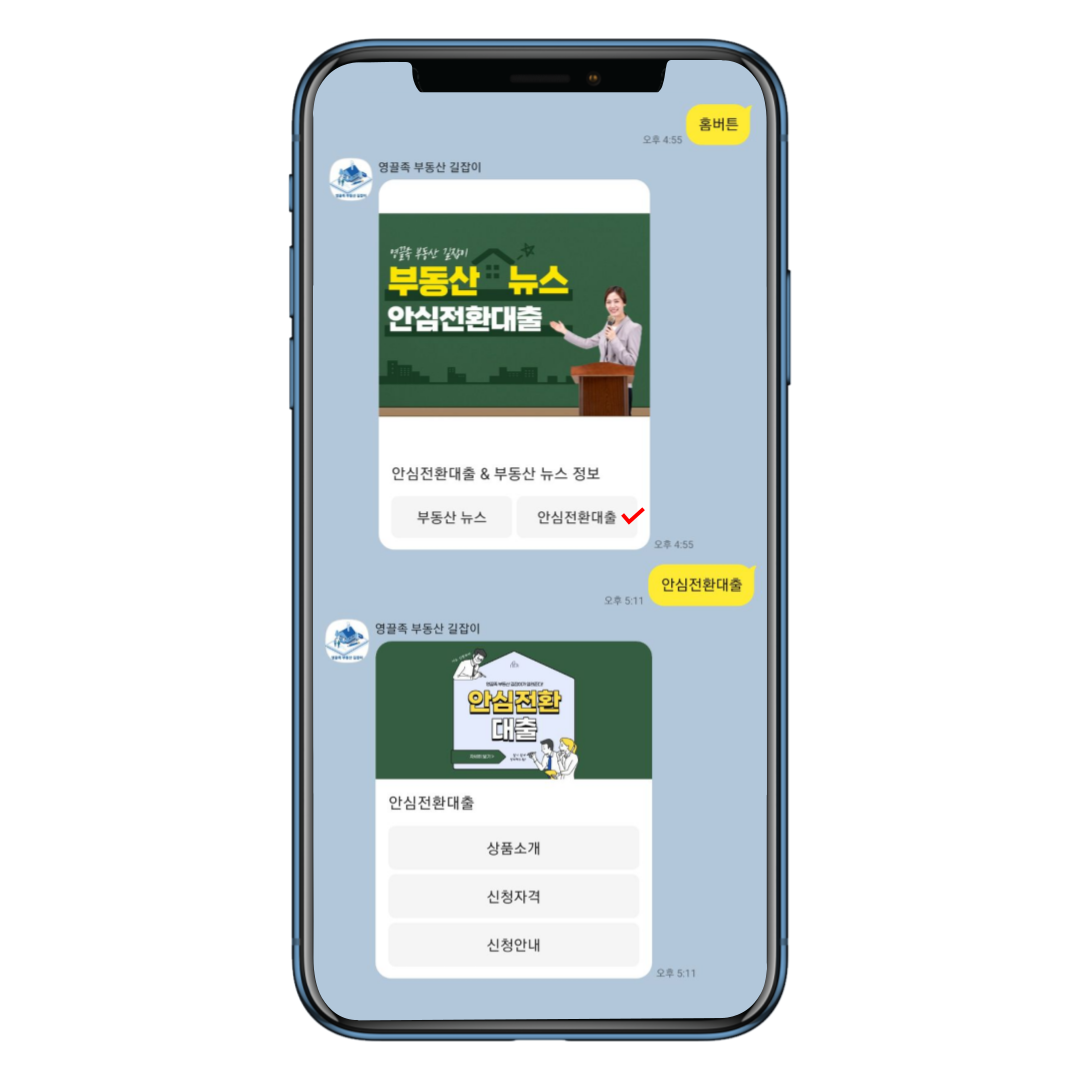 홈버튼
오후 4:55
영끌족 부동산 길잡이
영끌족 부동산 길잡이
부동산 뉴스
안심전환대출
안심전환대출 & 부동산 뉴스 정보
부동산 뉴스
안심전환대출
오후 4:55
안심전환대출
오후 5:11
영끌족 부동산 길잡이
안심전환
대출
안심전환대출
상품소개
신청자격
신청안내
오후 5:11